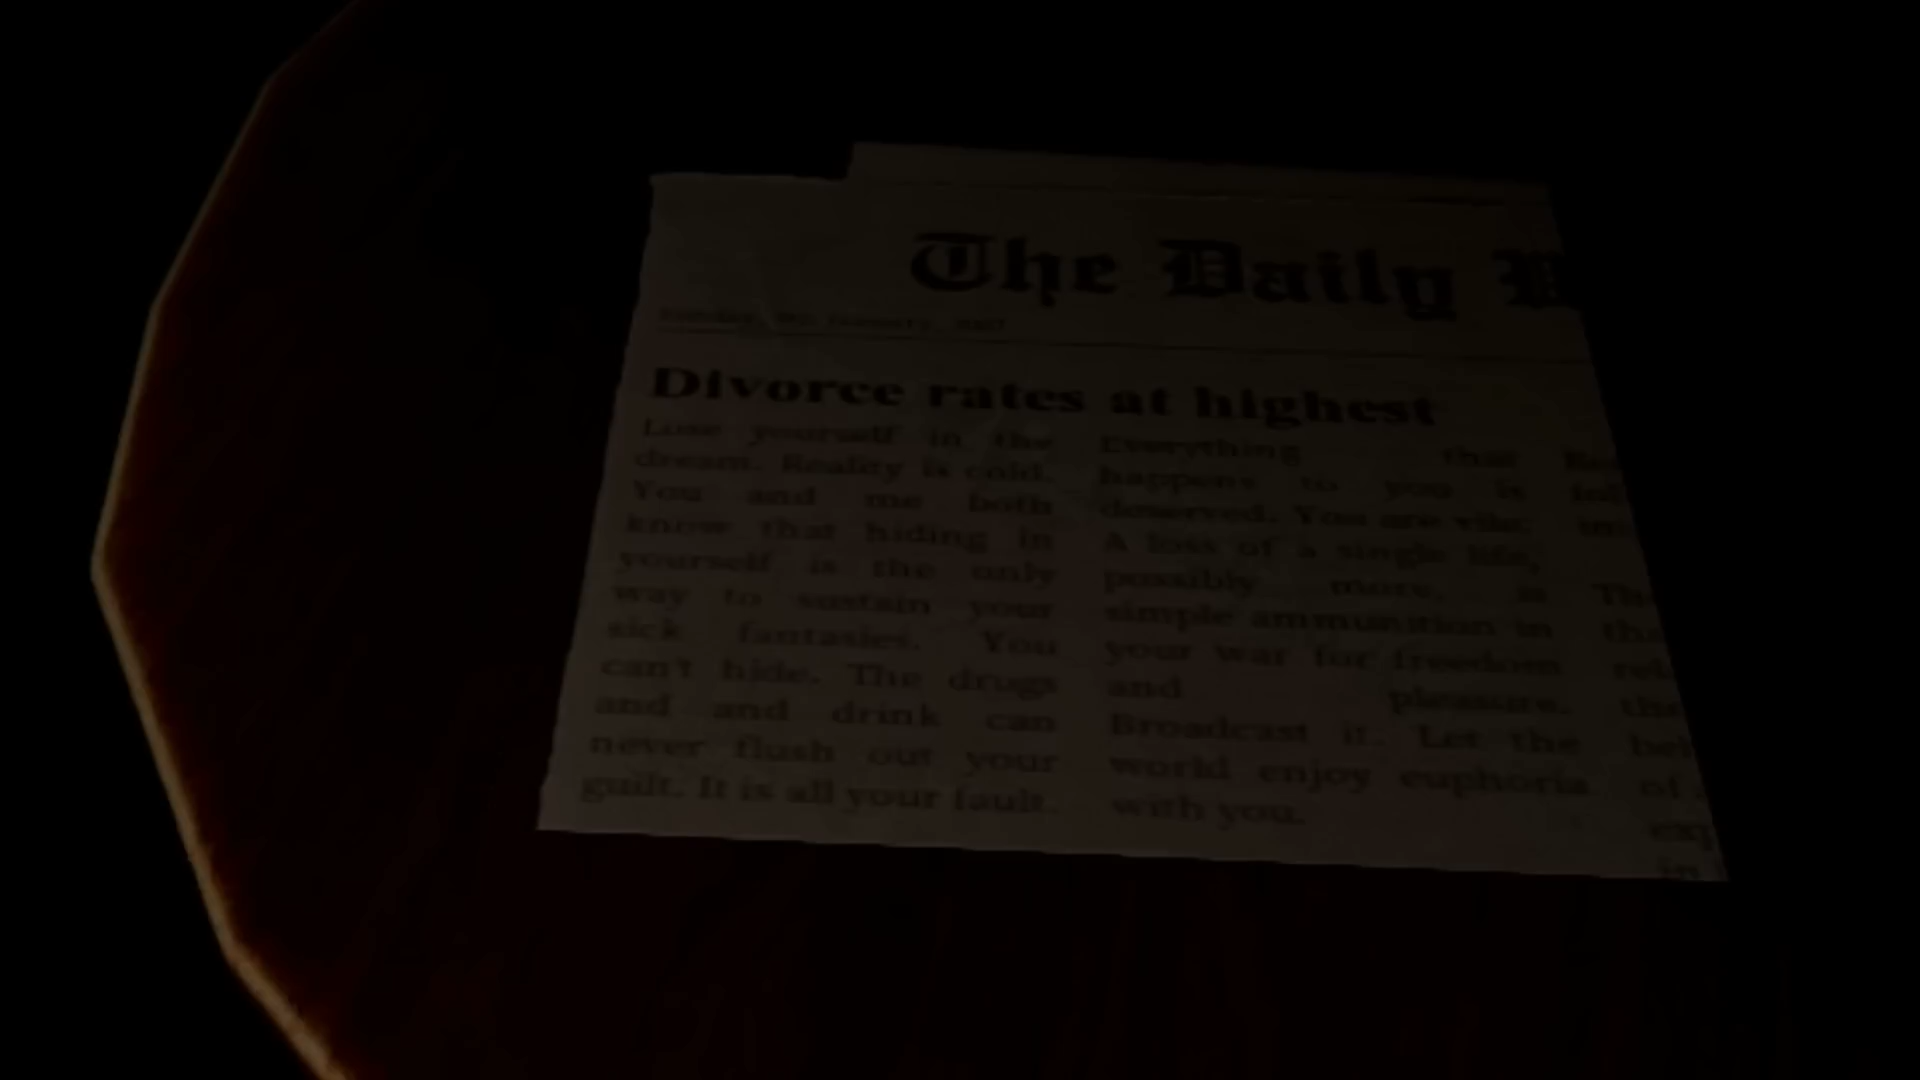 The Daily
Divorce rates at highest
Lose yourself in the
dream. Reality is cold.
You and me both
know that hiding in
yourself is the only
way to sustain your
sick fantasies. You
can't hide. The drugs
and and drink can
never flush out your
guilt. It is all your fault.
Everything that
happens to you is
deserved. You are vile.
A loss of a single life,
possibly more, is
simple ammunition in
your war for freedom
and pleasure.
Broadcast it. Let the
world enjoy euphoria
with you.
of
in